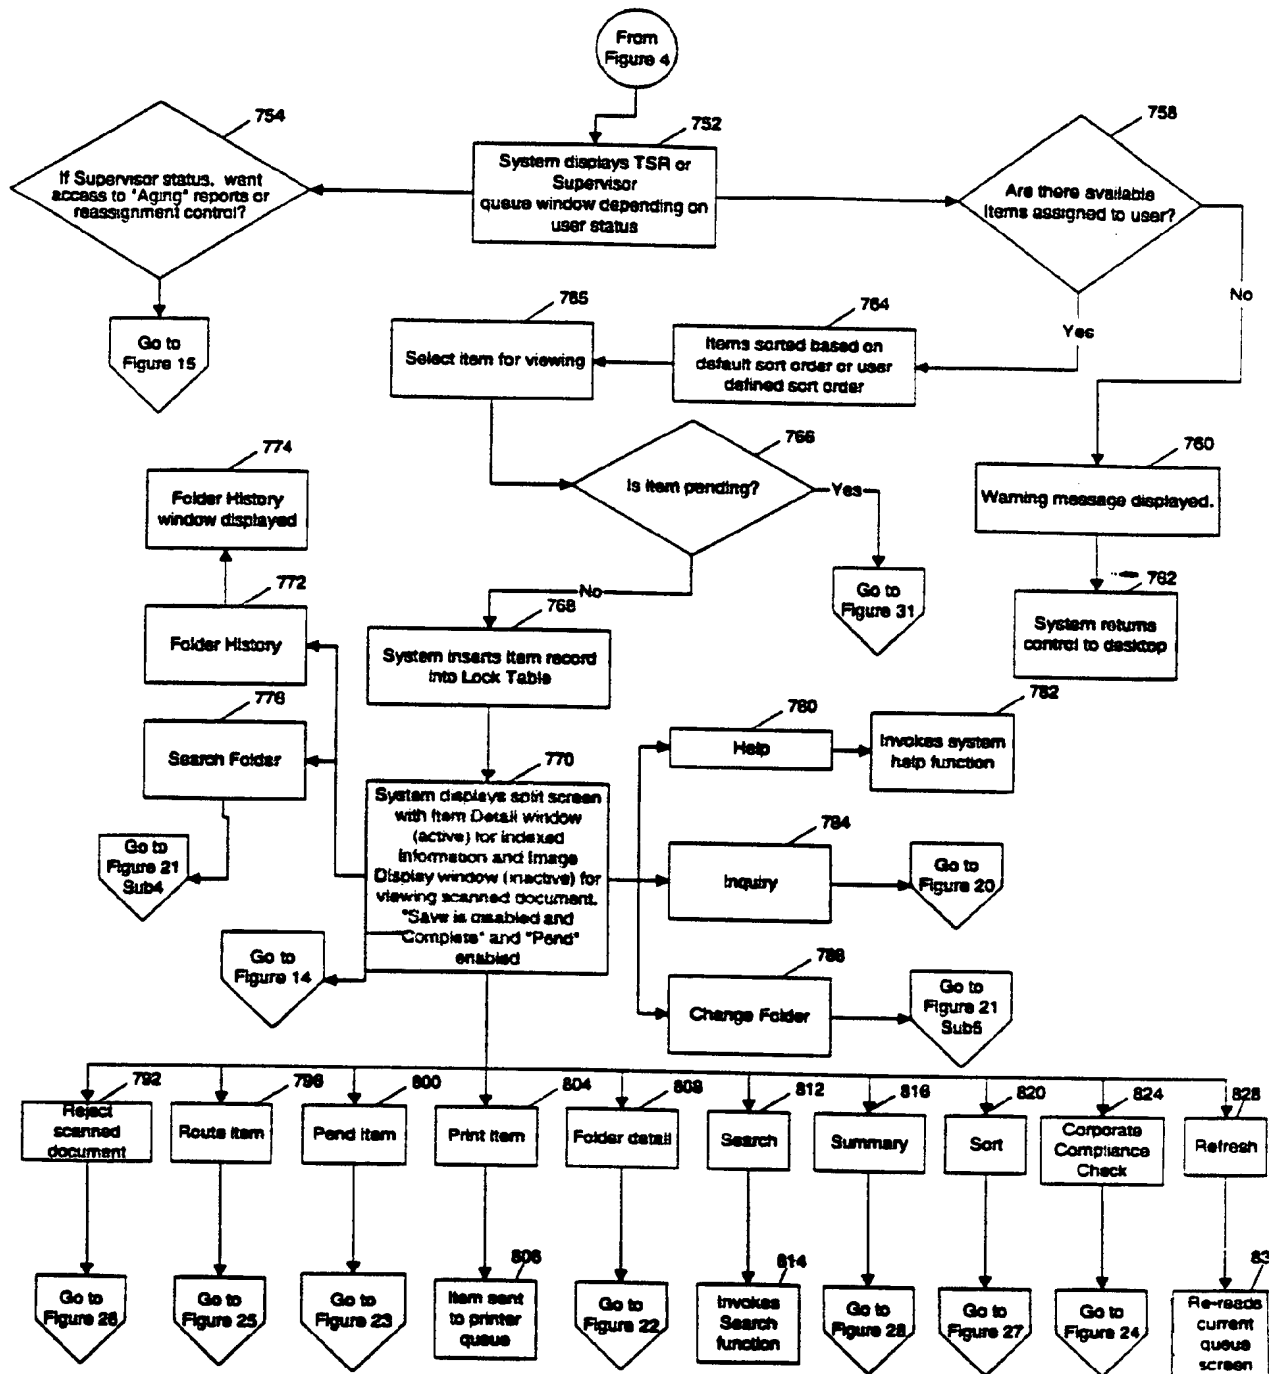 From
Figure 4
754
752
758
If Supervisor status, want
access to "Aging" reports or
reassignment control?
System displays TSR or
Supervisor
queue window depending on
user status
Are there available
items assigned to user?
No
Yes
Go to
Figure 15
765
Select item for viewing
764
Items sorted based on
default sort order or user
defined sort order
766
Is item pending?
Yes
No
760
Warning message displayed.
762
System returns
control to desktop
Go to
Figure 31
774
Folder History
window displayed
772
Folder History
768
System inserts item record
into Lock Table
776
Search Folder
Go to
Figure 21
Sub4
770
System displays split screen
with Item Detail window
(active) for indexed
information and Image
Display window (inactive) for
viewing scanned document.
"Save is disabled and
"Complete" and "Pend"
enabled
780
Help
782
Invokes system
help function
784
Inquiry
Go to
Figure 20
788
Change Folder
Go to
Figure 21
Sub5
Go to
Figure 14
792
Reject
scanned
document
796
Route item
800
Pend item
804
Print item
808
Folder detail
812
Search
816
Summary
820
Sort
824
Corporate
Compliance
Check
828
Refresh
Go to
Figure 26
Go to
Figure 25
Go to
Figure 23
806
Item sent
to printer
queue
Go to
Figure 22
814
Invokes
Search
function
Go to
Figure 28
Go to
Figure 27
Go to
Figure 24
83
Re-reads
current
queue
screen